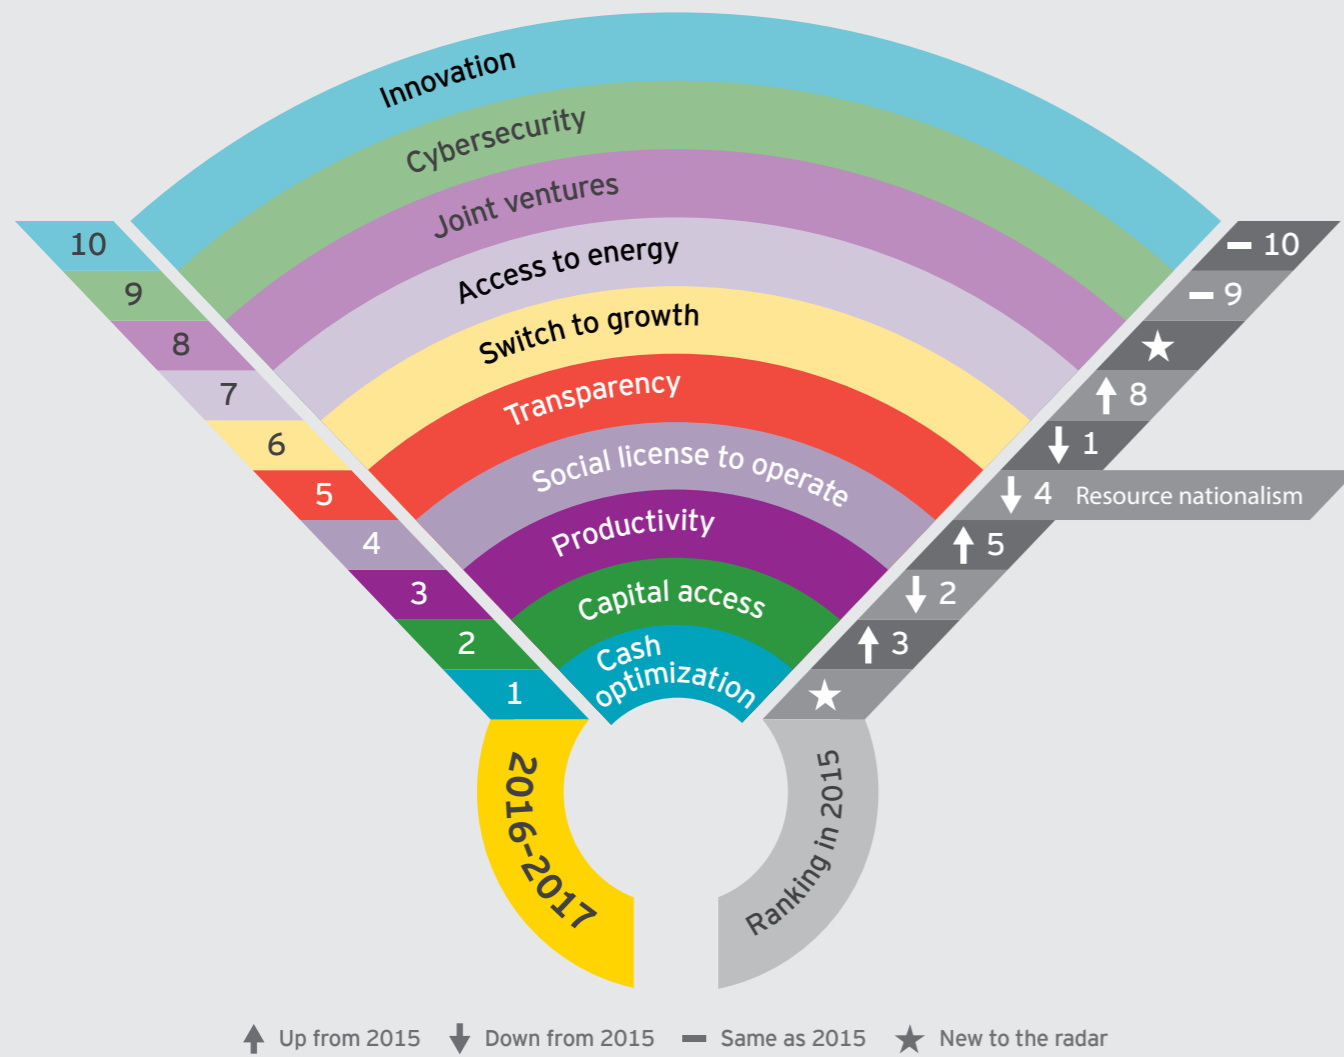 Innovation
Cybersecurity
Joint ventures
Access to energy
Switch to growth
Transparency
Social license to operate
Productivity
Capital access
Cash
optimization
10
9
8
7
6
5
4
3
2
1
10
9
8
1
4 Resource nationalism
5
2
3
2016-2017
Ranking in 2015
Up from 2015 Down from 2015 Same as 2015 New to the radar